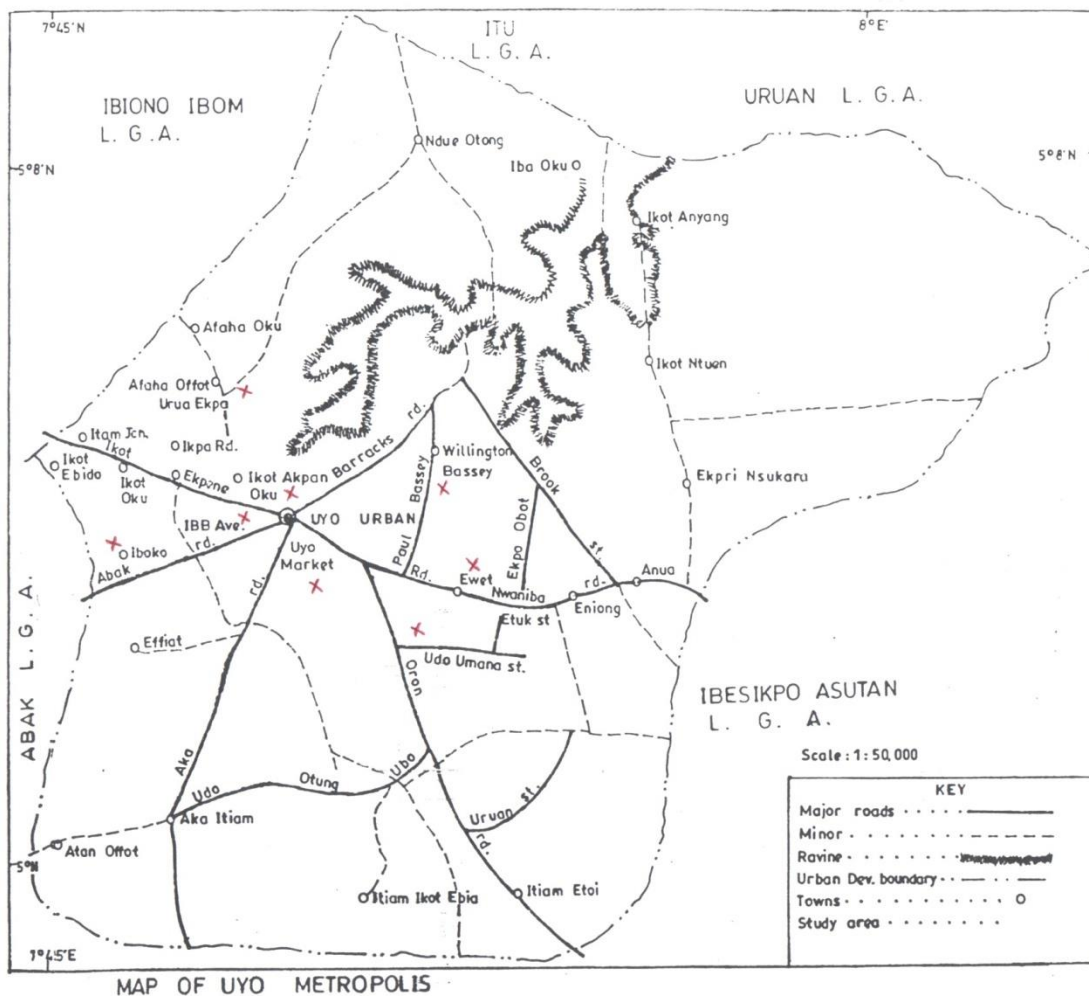 7°45'N
8°E
ITU
L. G. A.
IBIONO IBOM
L. G. A.
URUAN L. G. A.
5°8'N
5°8'N
Ndue Otong
Iba Oku
Ikot Anyang
Afaha Oku
Ikot Ntuen
Afaha Offot
Urua Ekpa
Itam Jcn.
Ikpa Rd.
Ikot
Ebido
Ikot
Oku
Ikot Ekpene rd.
Ikot Akpan
Oku
Barracks rd.
Willington
Bassey
Paul Bassey
Brook st.
Ekpri Nsukaru
IBB Ave.
UYO URBAN
Uyo
Market
Ekpo Obot
Iboko
Abak rd.
Ewet
Nwaniba Rd.
rd.
Anua
Eniong
Etuk st
Effiat
Udo Umana st.
Oron rd.
Aka rd.
ABAK L.G.A.
IBESIKPO ASUTAN
L. G. A.
Udo Otung Ubo
Uruan st.
Aka Itiam
Atan Offot
5°N
Itiam Ikot Ebia
Itiam Etoi
7°45'E
Scale : 1 : 50,000
KEY
Major roads
Minor
Ravine
Urban Dev. boundary
Towns
Study area
MAP OF UYO METROPOLIS